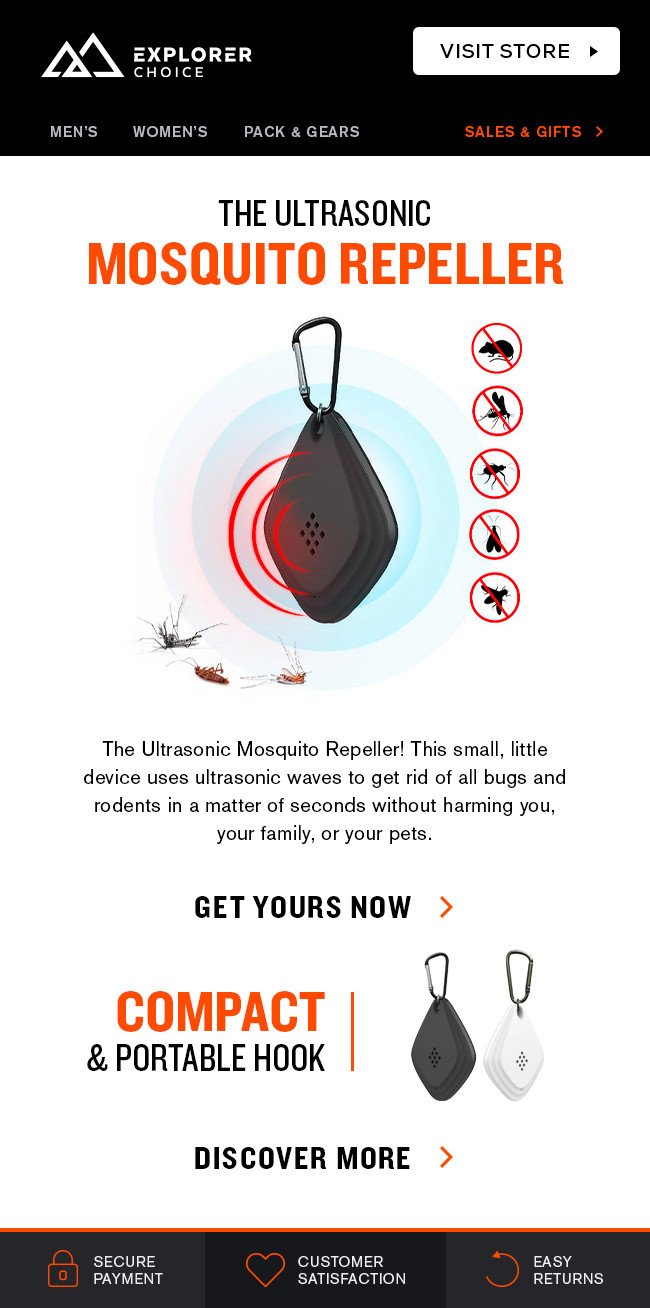 EXPLORER
CHOICE
VISIT STORE
MEN'S WOMEN'S PACK & GEARS SALES & GIFTS
THE ULTRASONIC
MOSQUITO REPELLER
The Ultrasonic Mosquito Repeller! This small, little
device uses ultrasonic waves to get rid of all bugs and
rodents in a matter of seconds without harming you,
your family, or your pets.
GET YOURS NOW
COMPACT
& PORTABLE HOOK
DISCOVER MORE
SECURE
PAYMENT
CUSTOMER
SATISFACTION
EASY
RETURNS